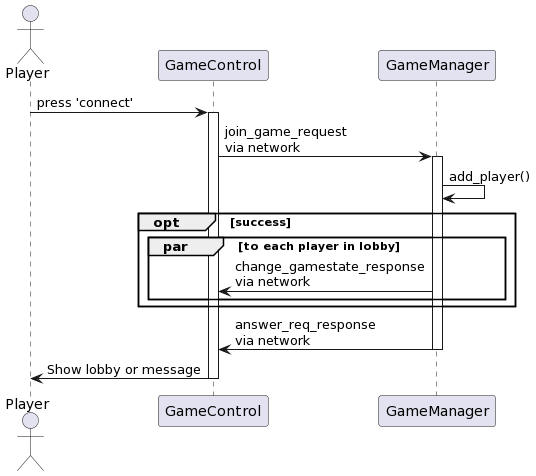 Player
GameControl
GameManager
press 'connect'
join_game_request
via network
add_player()
opt
[success]
par
[to each player in lobby]
change_gamestate_response
via network
answer_req_response
via network
Show lobby or message
Player
GameControl
GameManager